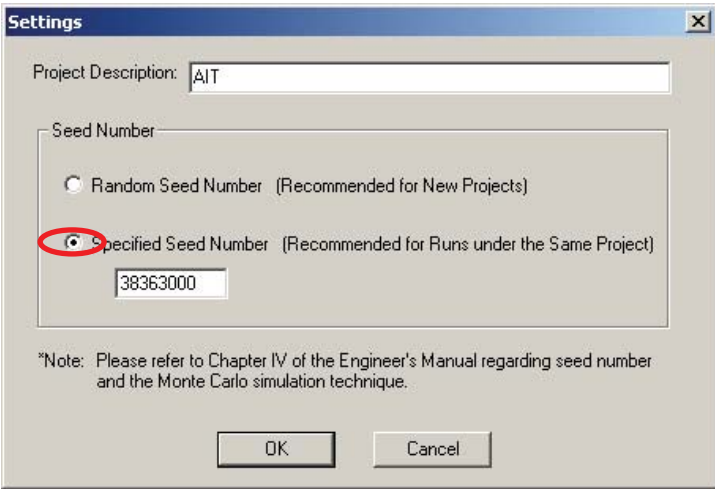 Settings
Project Description: AIT
Seed Number
Random Seed Number (Recommended for New Projects)
Specified Seed Number (Recommended for Runs under the Same Project)
38363000
*Note: Please refer to Chapter IV of the Engineer's Manual regarding seed number
and the Monte Carlo simulation technique.
OK Cancel